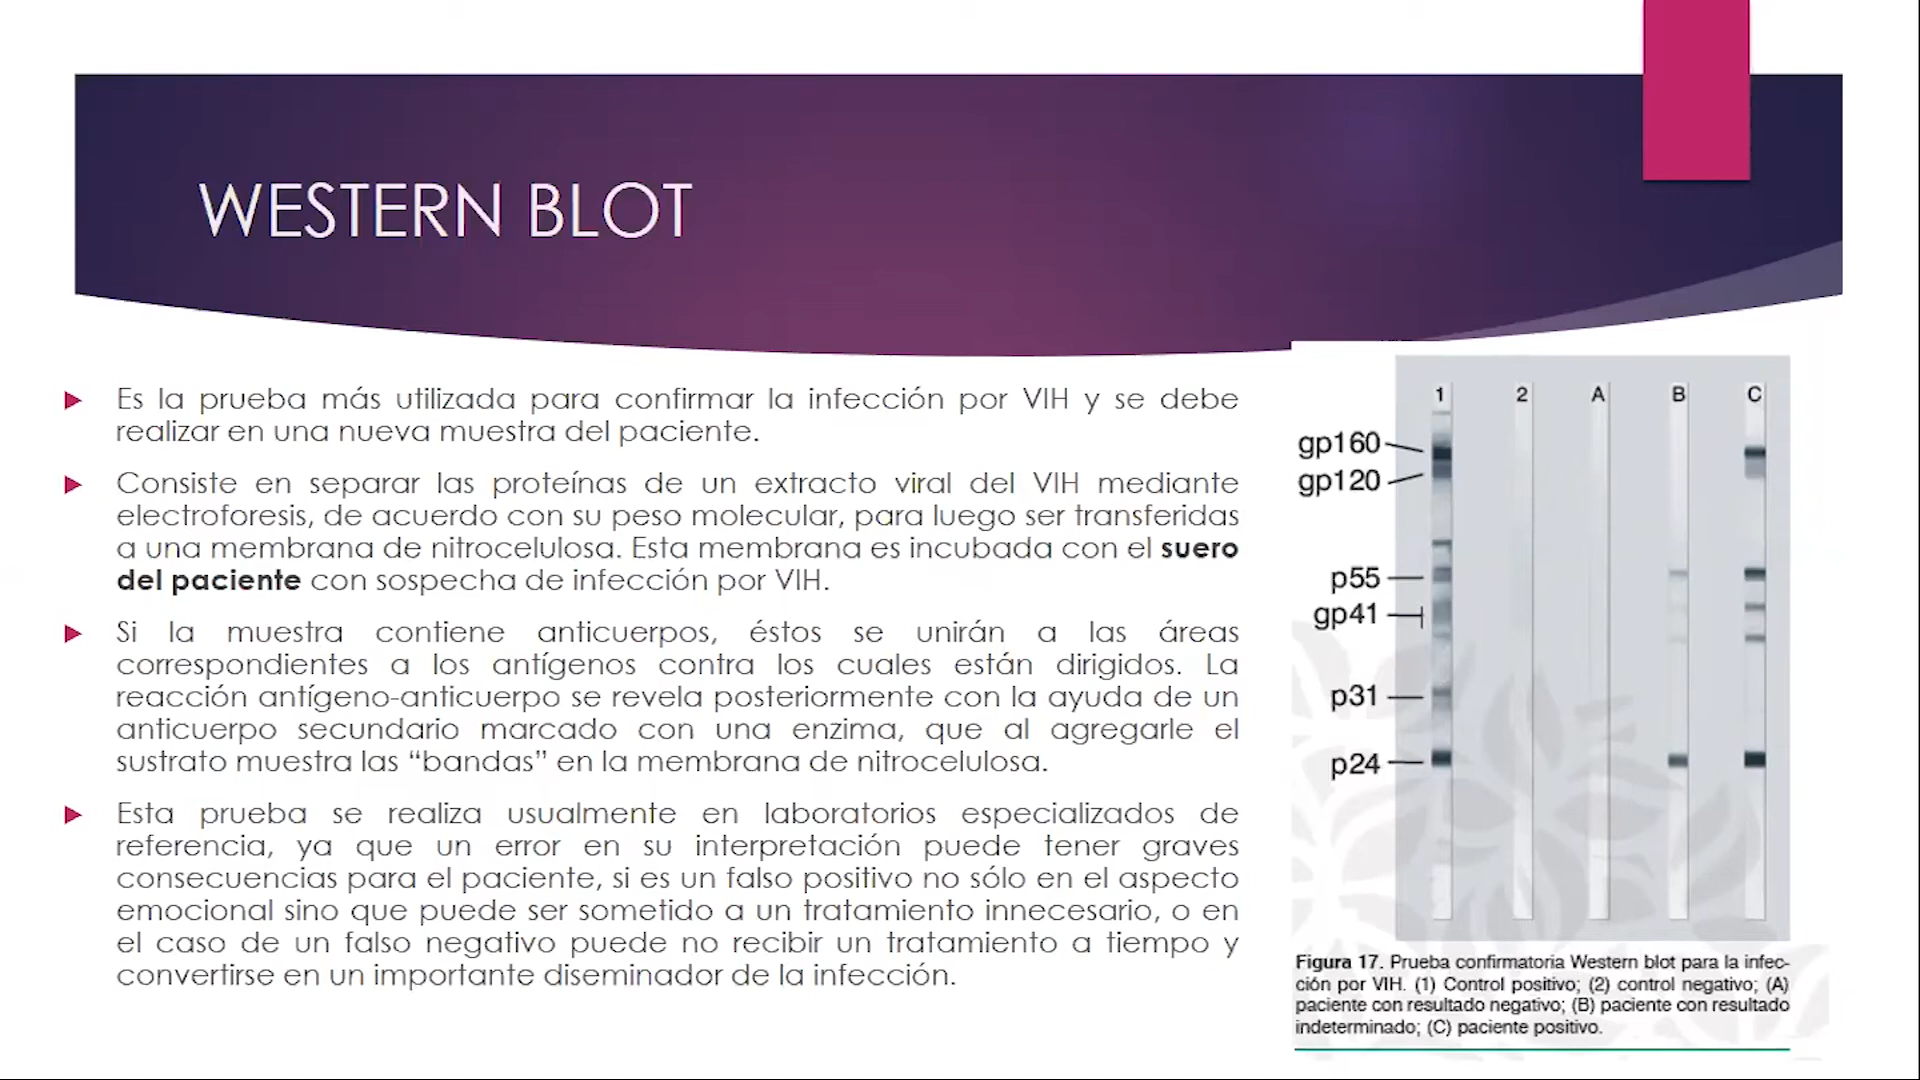 WESTERN BLOT
Es la prueba más utilizada para confirmar la infección por VIH y se debe
realizar en una nueva muestra del paciente.
Consiste en separar las proteínas de un extracto viral del VIH mediante
electroforesis, de acuerdo con su peso molecular, para luego ser transferidas
a una membrana de nitrocelulosa. Esta membrana es incubada con el suero
del paciente con sospecha de infección por VIH.
Si la muestra contiene anticuerpos, éstos se unirán a las áreas
correspondientes a los antígenos contra los cuales están dirigidos. La
reacción antígeno-anticuerpo se revela posteriormente con la ayuda de un
anticuerpo secundario marcado con una enzima, que al agregarle el
sustrato muestra las “bandas” en la membrana de nitrocelulosa.
Esta prueba se realiza usualmente en laboratorios especializados de
referencia, ya que un error en su interpretación puede tener graves
consecuencias para el paciente, si es un falso positivo no sólo en el aspecto
emocional sino que puede ser sometido a un tratamiento innecesario, o en
el caso de un falso negativo puede no recibir un tratamiento a tiempo y
convertirse en un importante diseminador de la infección.
1 2 A B C
gp160
gp120
p55
gp41
p31
p24
Figura 17. Prueba confirmatoria Western blot para la infec-
ción por VIH. (1) Control positivo; (2) control negativo; (A)
paciente con resultado negativo; (B) paciente con resultado
indeterminado; (C) paciente positivo.